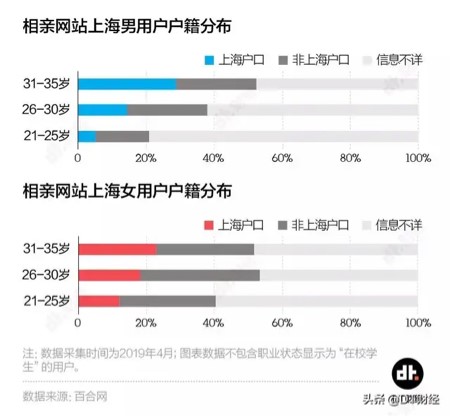 相亲网站上海男用户户籍分布
上海户口 非上海户口 信息不详
31-35岁
26-30岁
21-25岁
0 20% 40% 60% 80% 100%
相亲网站上海女用户户籍分布
上海户口 非上海户口 信息不详
31-35岁
26-30岁
21-25岁
0 20% 40% 60% 80% 100%
注: 数据采集时间为2019年4月; 图表数据不包含职业状态显示为“在校学
生”的用户。
数据来源: 百合网
dt.
头条 @DT财经